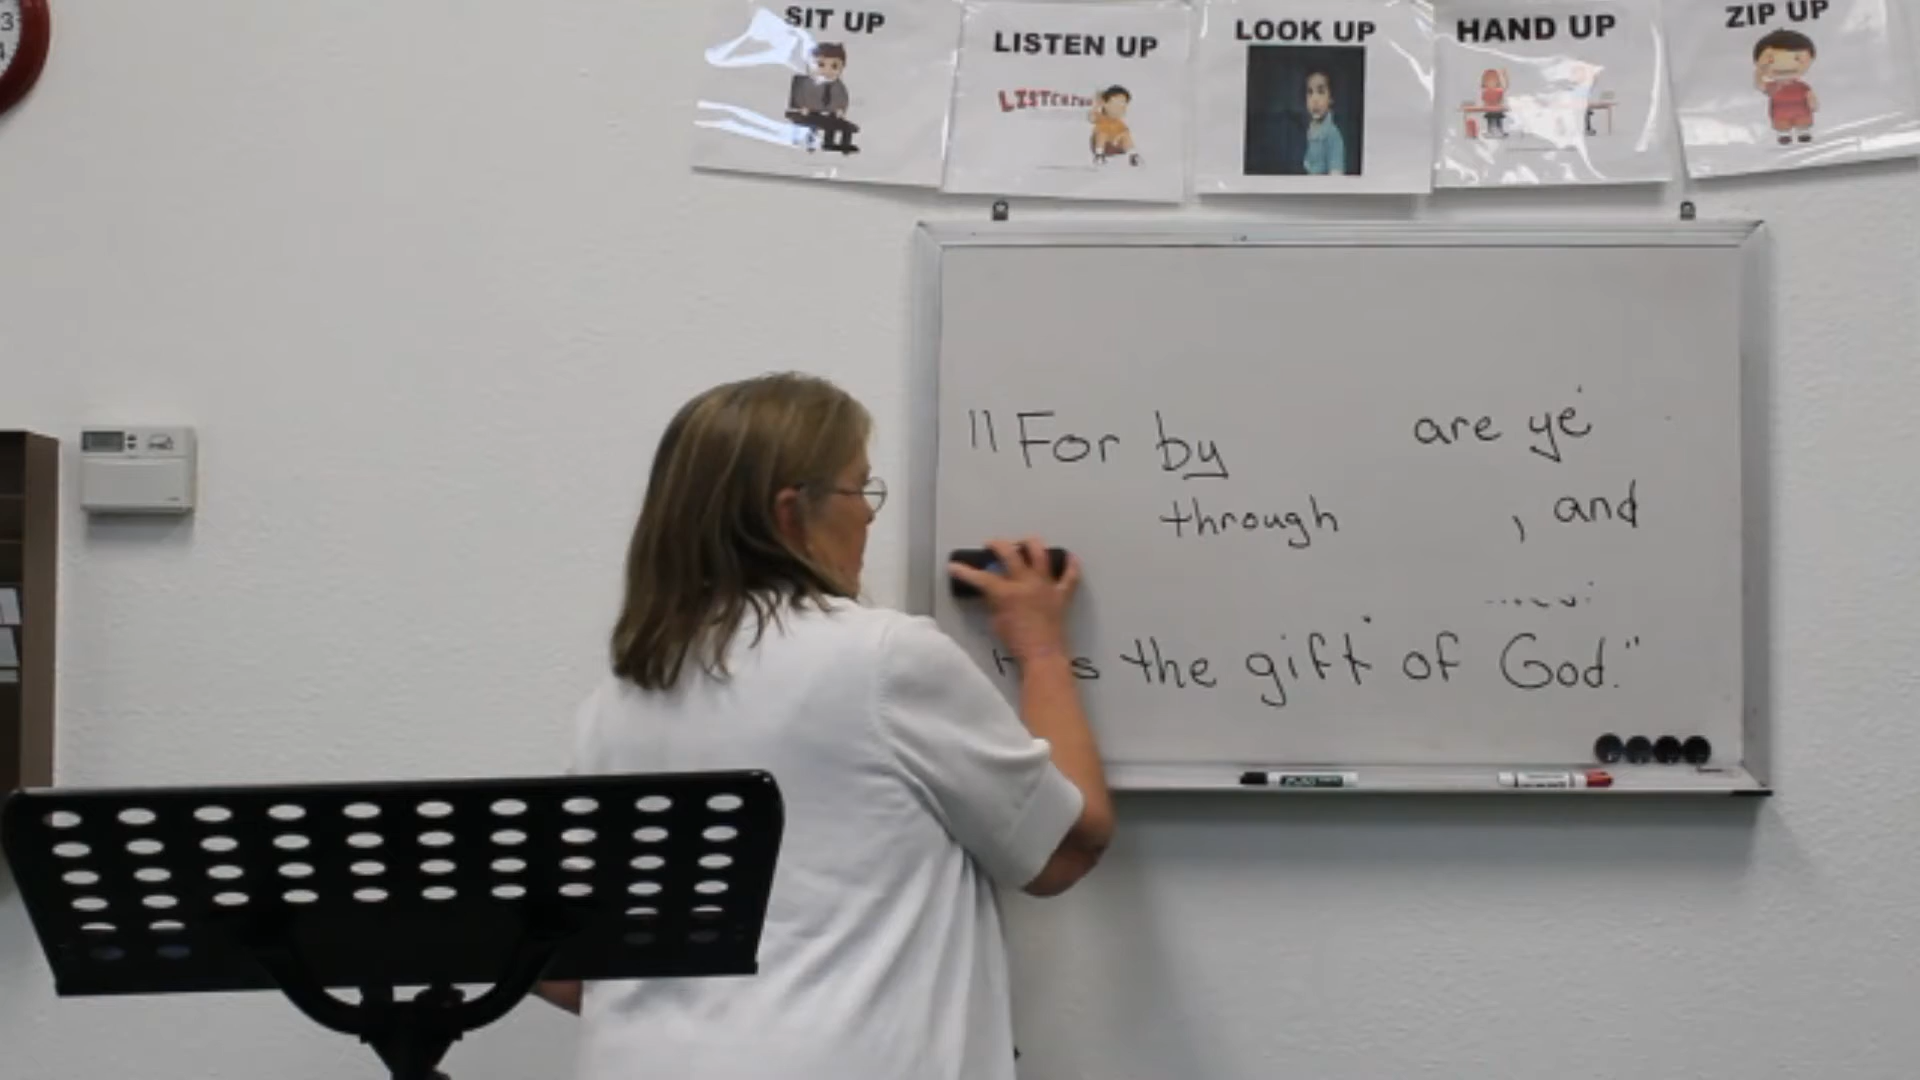 SIT UP
LISTEN UP
LOOK UP
HAND UP
ZIP UP
"For by are ye
through , and
the gift of God."